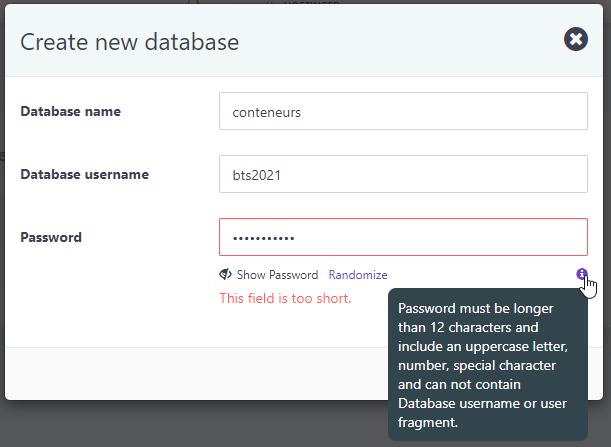 Create new database
Database name
conteneurs
Database username
bts2021
Password
•••••••••••
Show Password Randomize
This field is too short.
Password must be longer
than 12 characters and
include an uppercase letter,
number, special character
and can not contain
Database username or user
fragment.